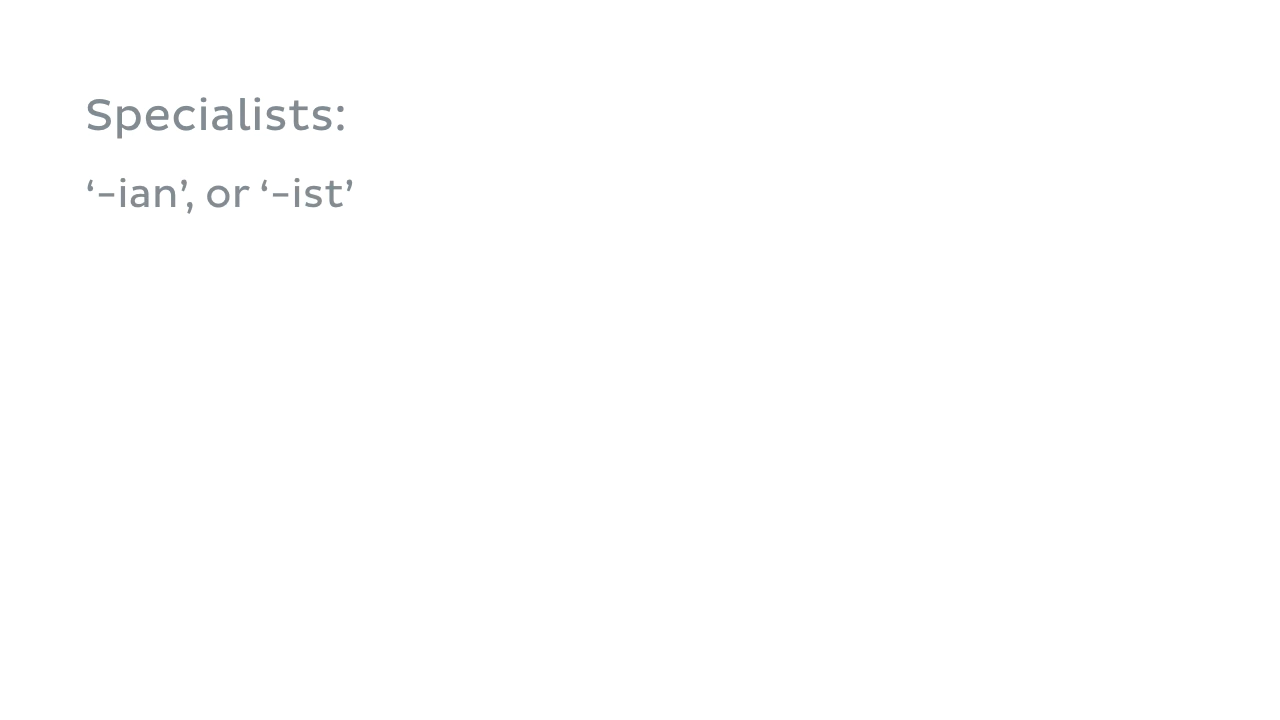 Specialists:
‘-ian’, or ‘-ist’